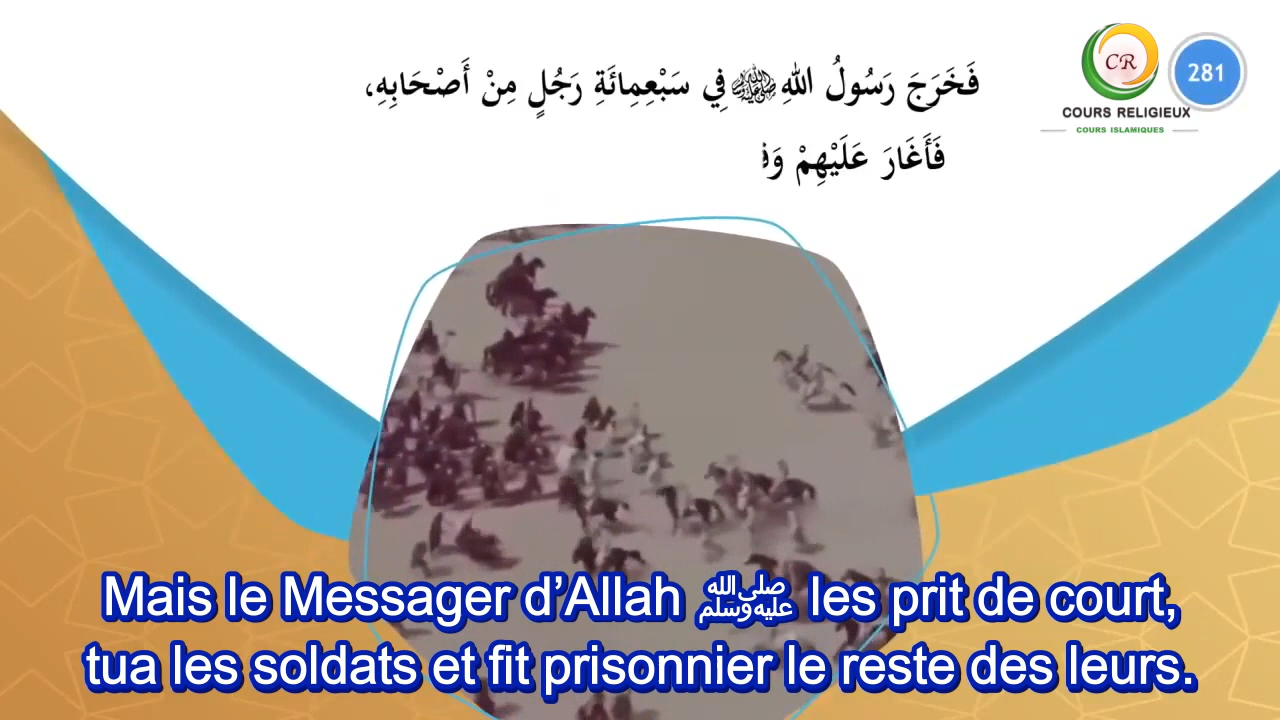 فَخَرَجَ رَسُولُ اللهِ ﷺ فِي سَبْعِمِائَةِ رَجُلٍ مِنْ أَصْحَابِهِ،
فَأَغَارَ عَلَيْهِمْ
CR
281
COURS RELIGIEUX
COURS ISLAMIQUES
Mais le Messager d’Allah ﷺ les prit de court,
tua les soldats et fit prisonnier le reste des leurs.